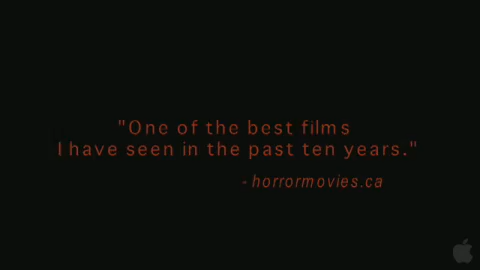 "One of the best films
I have seen in the past ten years."
- horrormovies.ca